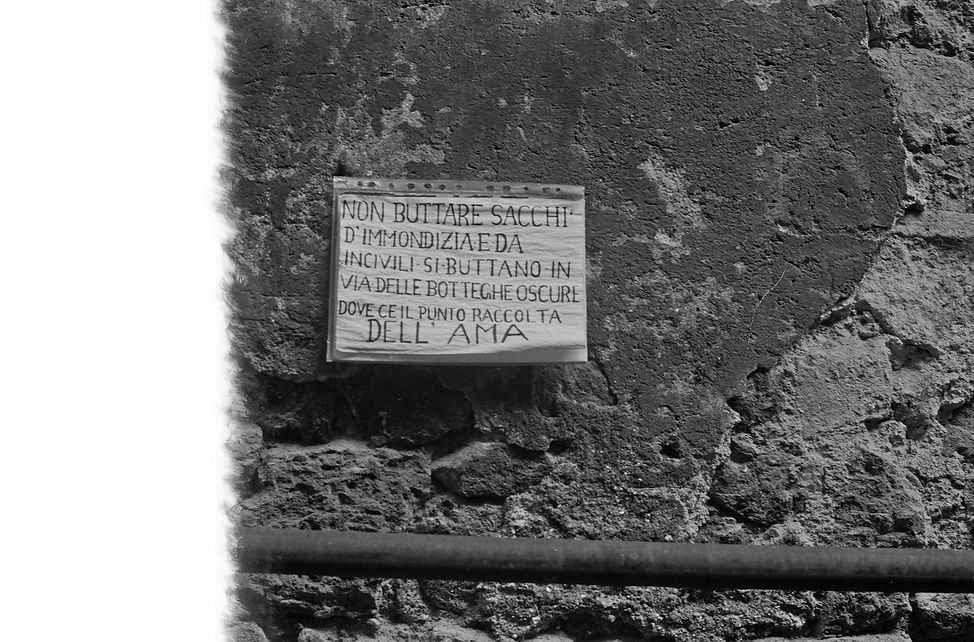 NON BUTTARE SACCHI·
D'IMMONDIZIA E DA
INCIVILI·SI·BUTTANO·IN
VIA DELLE BOTTEGHE OSCURE
DOVE CE IL PUNTO RACCOLTA
DELL' AMA